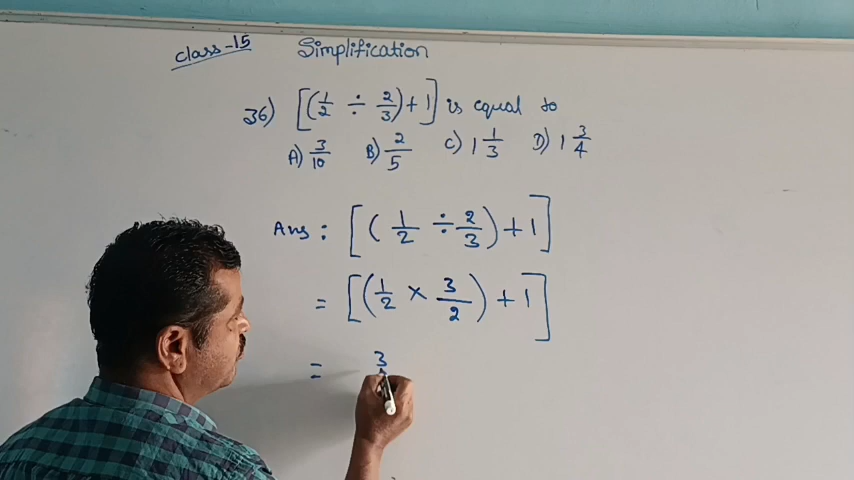 class-15 Simplification
36) [(1/2 ÷ 2/3) + 1] is equal to
A) 3/10 B) 2/5 C) 1 1/3 D) 1 3/4
Ans: [(1/2 ÷ 2/3) + 1]
= [(1/2 × 3/2) + 1]
= 3